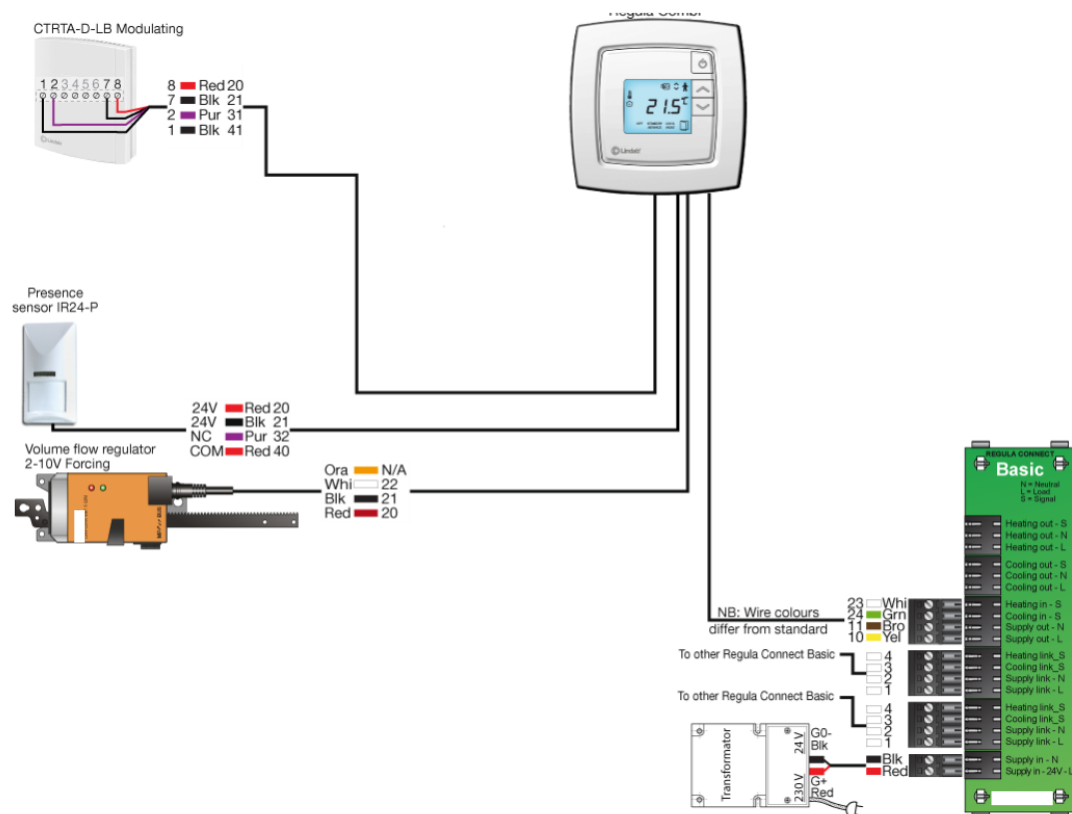 CTRTA-D-LB Modulating
1 2 3 4 5 6 7 8
8 Red 20
7 Blk 21
2 Pur 31
1 Blk 41
Lindab
Regula Combi
21.5°C
Lindab
Presence
sensor IR24-P
24V Red 20
24V Blk 21
NC Pur 32
COM Red 40
Volume flow regulator
2-10V Forcing
Ora N/A
Whi 22
Blk 21
Red 20
REGULA CONNECT
Basic
N = Neutral
L = Load
S = Signal
Heating out - S
Heating out - N
Heating out - L
Cooling out - S
Cooling out - N
Cooling out - L
NB: Wire colours
differ from standard
23 Whi
24 Grn
11 Bro
10 Yel
Heating in - S
Cooling in - S
Supply out - N
Supply out - L
To other Regula Connect Basic
4
3
2
1
Heating link_S
Cooling link_S
Supply link - N
Supply link - L
To other Regula Connect Basic
4
3
2
1
Heating link_S
Cooling link_S
Supply link - N
Supply link - L
Transformator
24V
230V
G0-
Blk
G+
Red
Blk
Red
Supply in - N
Supply in - 24V - L